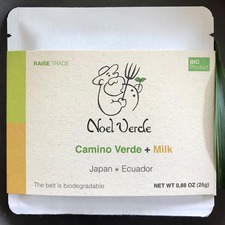 RAISE TRADE
BIO
Product
Noel Verde
Camino Verde + Milk
Japan • Ecuador
The belt is biodegradable
NET WT 0,88 OZ (25g)